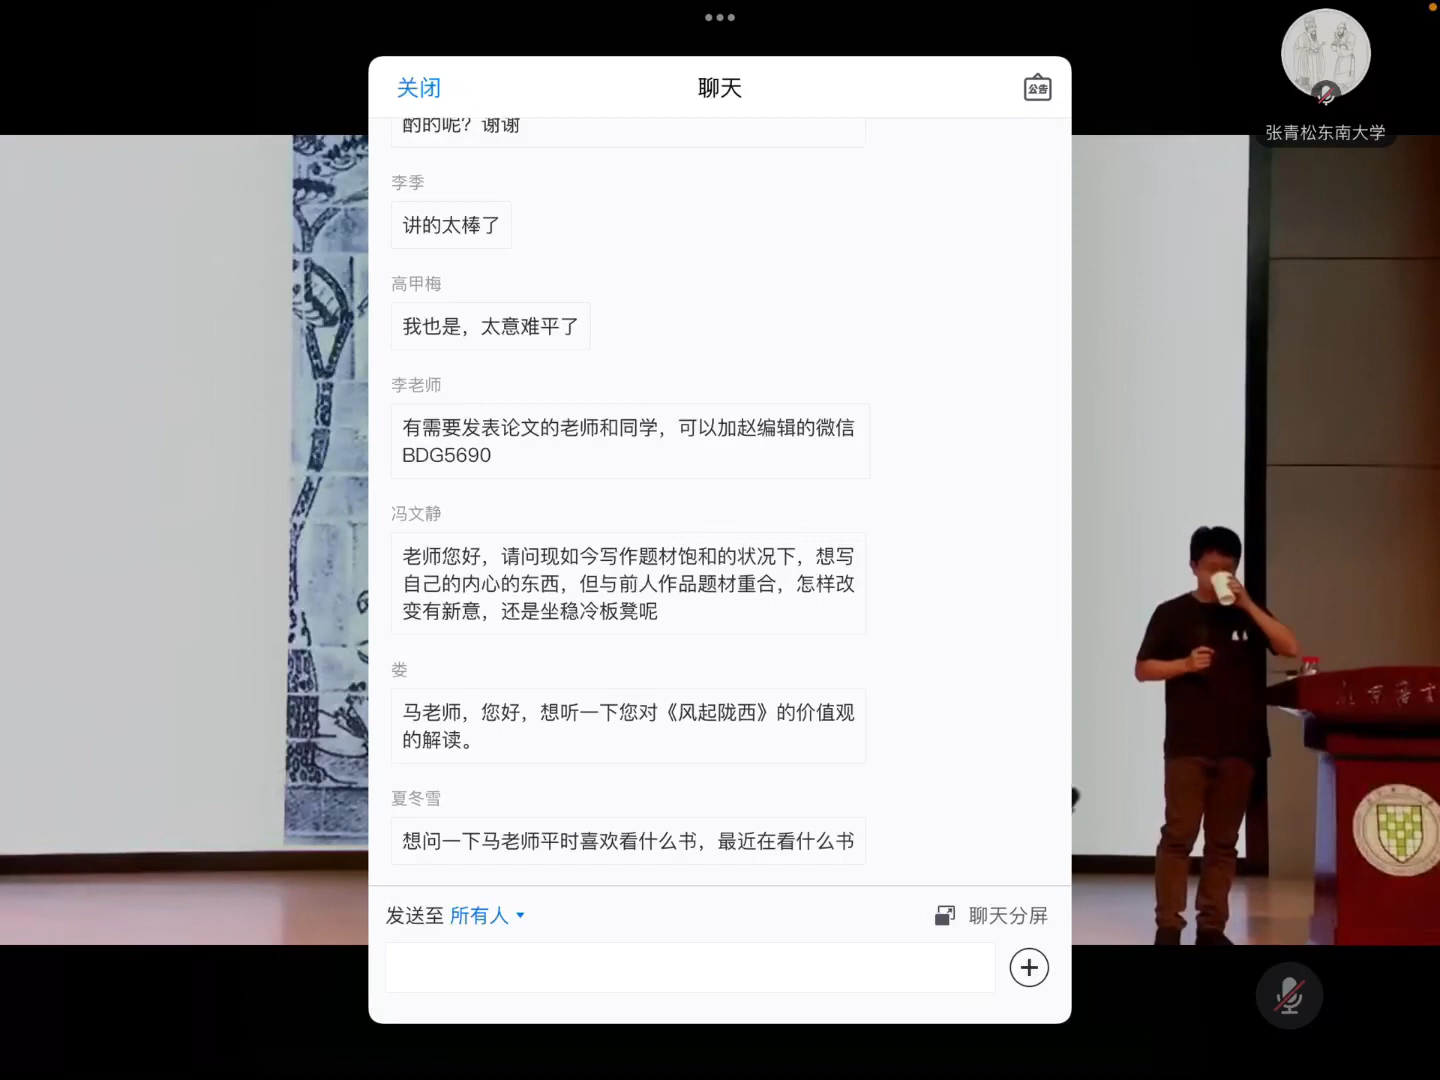 张青松东南大学
关闭
聊天
公告
酌的呢？谢谢
李季
讲的太棒了
高甲梅
我也是，太意难平了
李老师
有需要发表论文的老师和同学，可以加赵编辑的微信
BDG5690
冯文静
老师您好，请问现如今写作题材饱和的状况下，想写
自己的内心的东西，但与前人作品题材重合，怎样改
变有新意，还是坐稳冷板凳呢
娄
马老师，您好，想听一下您对《风起陇西》的价值观
的解读。
夏冬雪
想问一下马老师平时喜欢看什么书，最近在看什么书
发送至 所有人
聊天分屏